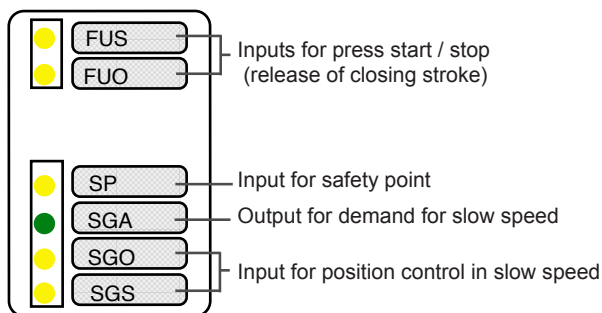 FUS
FUO
Inputs for press start / stop
(release of closing stroke)
SP
Input for safety point
SGA
Output for demand for slow speed
SGO
SGS
Input for position control in slow speed